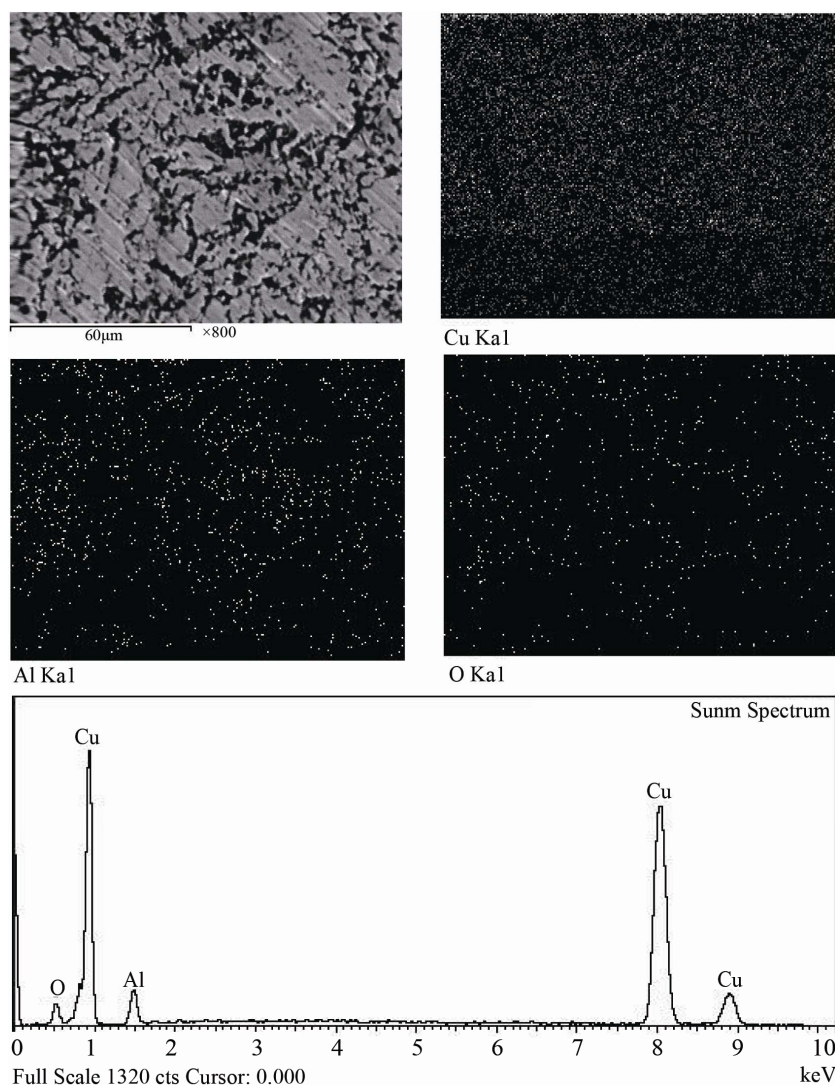 60μm ×800
Cu Ka1
Al Ka1
O Ka1
Sunm Spectrum
Cu
Cu
O
Al
Cu
0 1 2 3 4 5 6 7 8 9 10
Full Scale 1320 cts Cursor: 0.000
keV